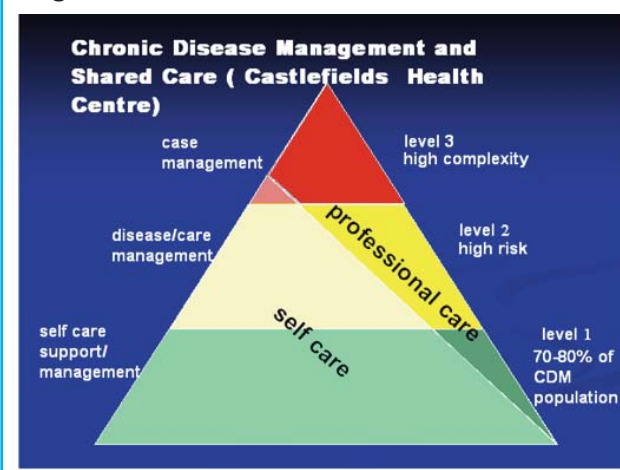 Chronic Disease Management and
Shared Care ( Castlefields Health
Centre)
case
management
level 3
high complexity
disease/care
management
professional care
level 2
high risk
self care
support/
management
self care
level 1
70-80% of
CDM
population